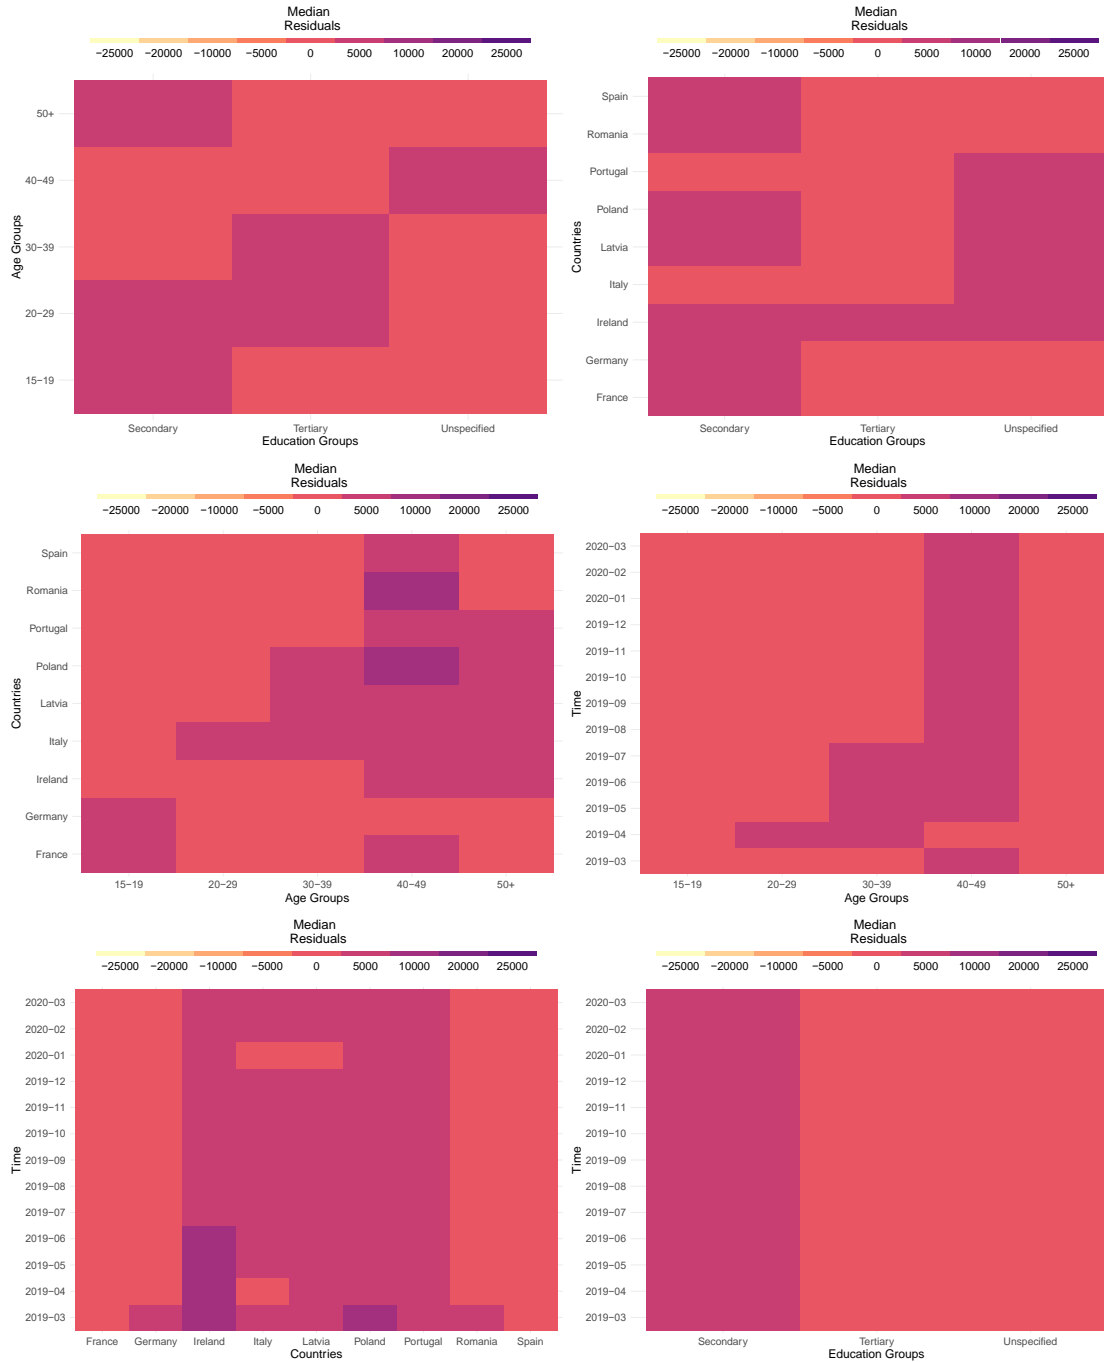 Median
Residuals
−25000 −20000 −10000 −5000 0 5000 10000 20000 25000
50+
40−49
30−39
20−29
15−19
Age Groups
Secondary Tertiary Unspecified
Education Groups
Median
Residuals
−25000 −20000 −10000 −5000 0 5000 10000 20000 25000
Spain
Romania
Portugal
Poland
Latvia
Italy
Ireland
Germany
France
Countries
Secondary Tertiary Unspecified
Education Groups
Median
Residuals
−25000 −20000 −10000 −5000 0 5000 10000 20000 25000
Spain
Romania
Portugal
Poland
Latvia
Italy
Ireland
Germany
France
Countries
15−19 20−29 30−39 40−49 50+
Age Groups
Median
Residuals
−25000 −20000 −10000 −5000 0 5000 10000 20000 25000
2020−03
2020−02
2020−01
2019−12
2019−11
2019−10
2019−09
2019−08
2019−07
2019−06
2019−05
2019−04
2019−03
Time
15−19 20−29 30−39 40−49 50+
Age Groups
Median
Residuals
−25000 −20000 −10000 −5000 0 5000 10000 20000 25000
2020−03
2020−02
2020−01
2019−12
2019−11
2019−10
2019−09
2019−08
2019−07
2019−06
2019−05
2019−04
2019−03
Time
France Germany Ireland Italy Latvia Poland Portugal Romania Spain
Countries
Median
Residuals
−25000 −20000 −10000 −5000 0 5000 10000 20000 25000
2020−03
2020−02
2020−01
2019−12
2019−11
2019−10
2019−09
2019−08
2019−07
2019−06
2019−05
2019−04
2019−03
Time
Secondary Tertiary Unspecified
Education Groups